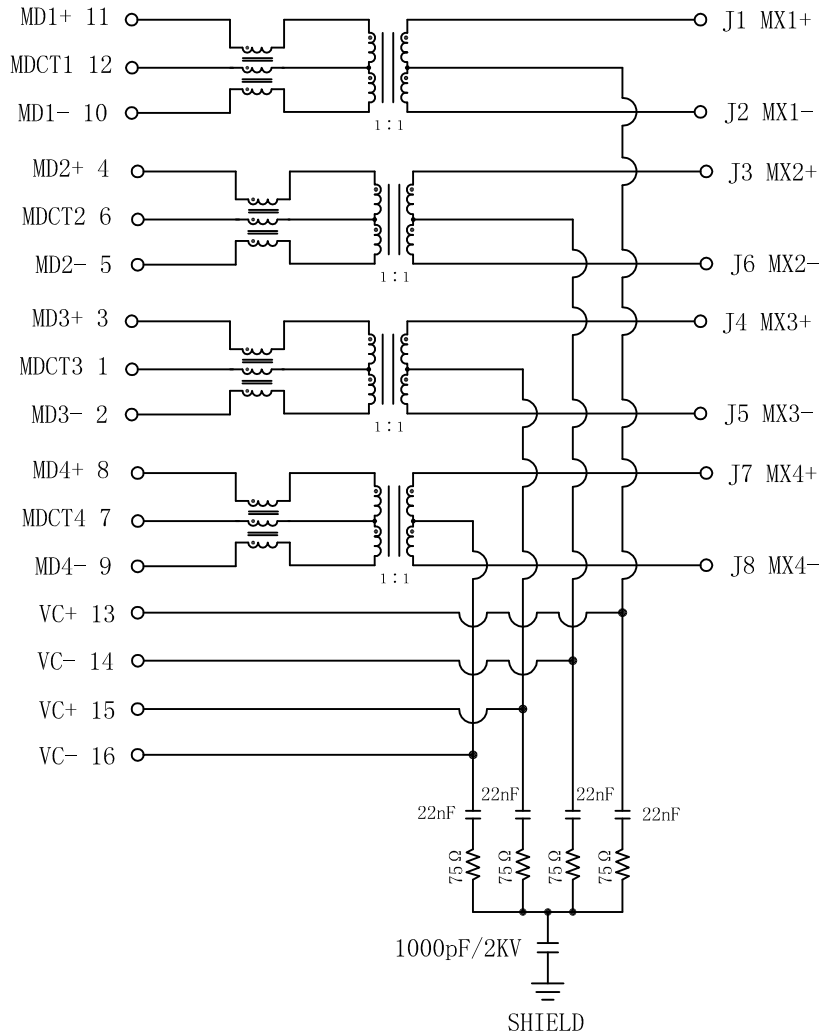 MD1+ 11
J1 MX1+
MDCT1 12
MD1- 10
J2 MX1-
1:1
MD2+ 4
J3 MX2+
MDCT2 6
MD2- 5
J6 MX2-
1:1
MD3+ 3
J4 MX3+
MDCT3 1
MD3- 2
J5 MX3-
1:1
MD4+ 8
J7 MX4+
MDCT4 7
MD4- 9
J8 MX4-
1:1
VC+ 13
VC- 14
VC+ 15
VC- 16
22nF
22nF
22nF
22nF
75Ω
75Ω
75Ω
75Ω
1000pF/2KV
SHIELD